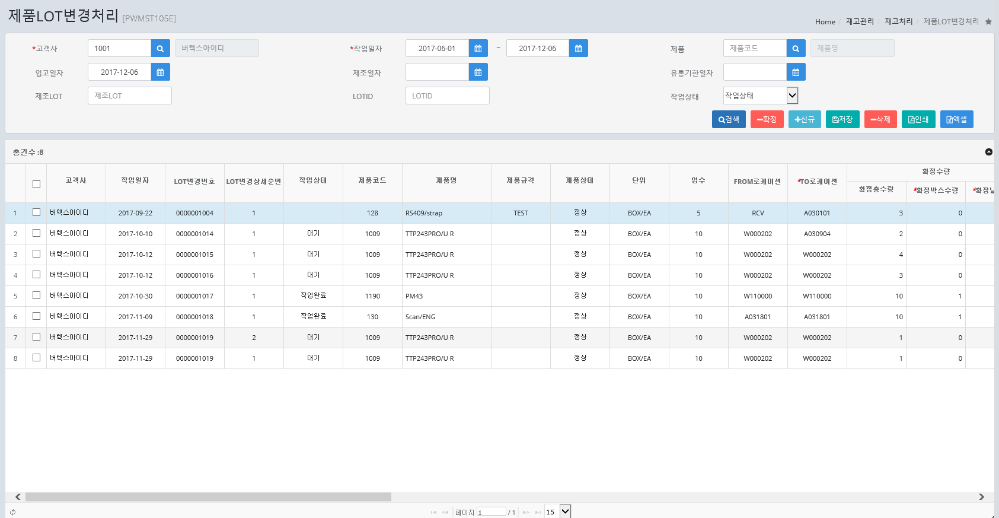 제품LOT변경처리 [PWMST105E]
Home / 재고관리 / 재고처리 / 제품LOT변경처리
*고객사 1001 버텍스아이디 *작업일자 2017-06-01 ~ 2017-12-06 제품 제품코드 제품명
입고일자 2017-12-06 제조일자 유통기한일자
제조LOT 제조LOT LOTID LOTID 작업상태 작업상태
검색 확정 신규 저장 삭제 인쇄 엑셀
총건수 :8
고객사 작업일자 LOT변경번호 LOT변경상세순번 작업상태 제품코드 제품명 제품규격 제품상태 단위 입수 FROM로케이션 *TO로케이션 확정수량
확정총수량 *확정박스수량
1 버텍스아이디 2017-09-22 0000001004 1 128 RS409/strap TEST 정상 BOX/EA 5 RCV A030101 3 0
2 버텍스아이디 2017-10-10 0000001014 1 대기 1009 TTP243PRO/U R 정상 BOX/EA 10 W000202 A030904 2 0
3 버텍스아이디 2017-10-12 0000001015 1 대기 1009 TTP243PRO/U R 정상 BOX/EA 10 W000202 W000202 4 0
4 버텍스아이디 2017-10-12 0000001016 1 대기 1009 TTP243PRO/U R 정상 BOX/EA 10 W000202 W000202 3 0
5 버텍스아이디 2017-10-30 0000001017 1 작업완료 1190 PM43 정상 BOX/EA 10 W110000 W110000 10 1
6 버텍스아이디 2017-11-09 0000001018 1 작업완료 130 Scan/ENG 정상 BOX/EA 10 A031801 A031801 10 1
7 버텍스아이디 2017-11-29 0000001019 2 대기 1009 TTP243PRO/U R 정상 BOX/EA 10 W000202 W000202 1 0
8 버텍스아이디 2017-11-29 0000001019 1 대기 1009 TTP243PRO/U R 정상 BOX/EA 10 W000202 W000202 1 0
페이지 1 / 1 15